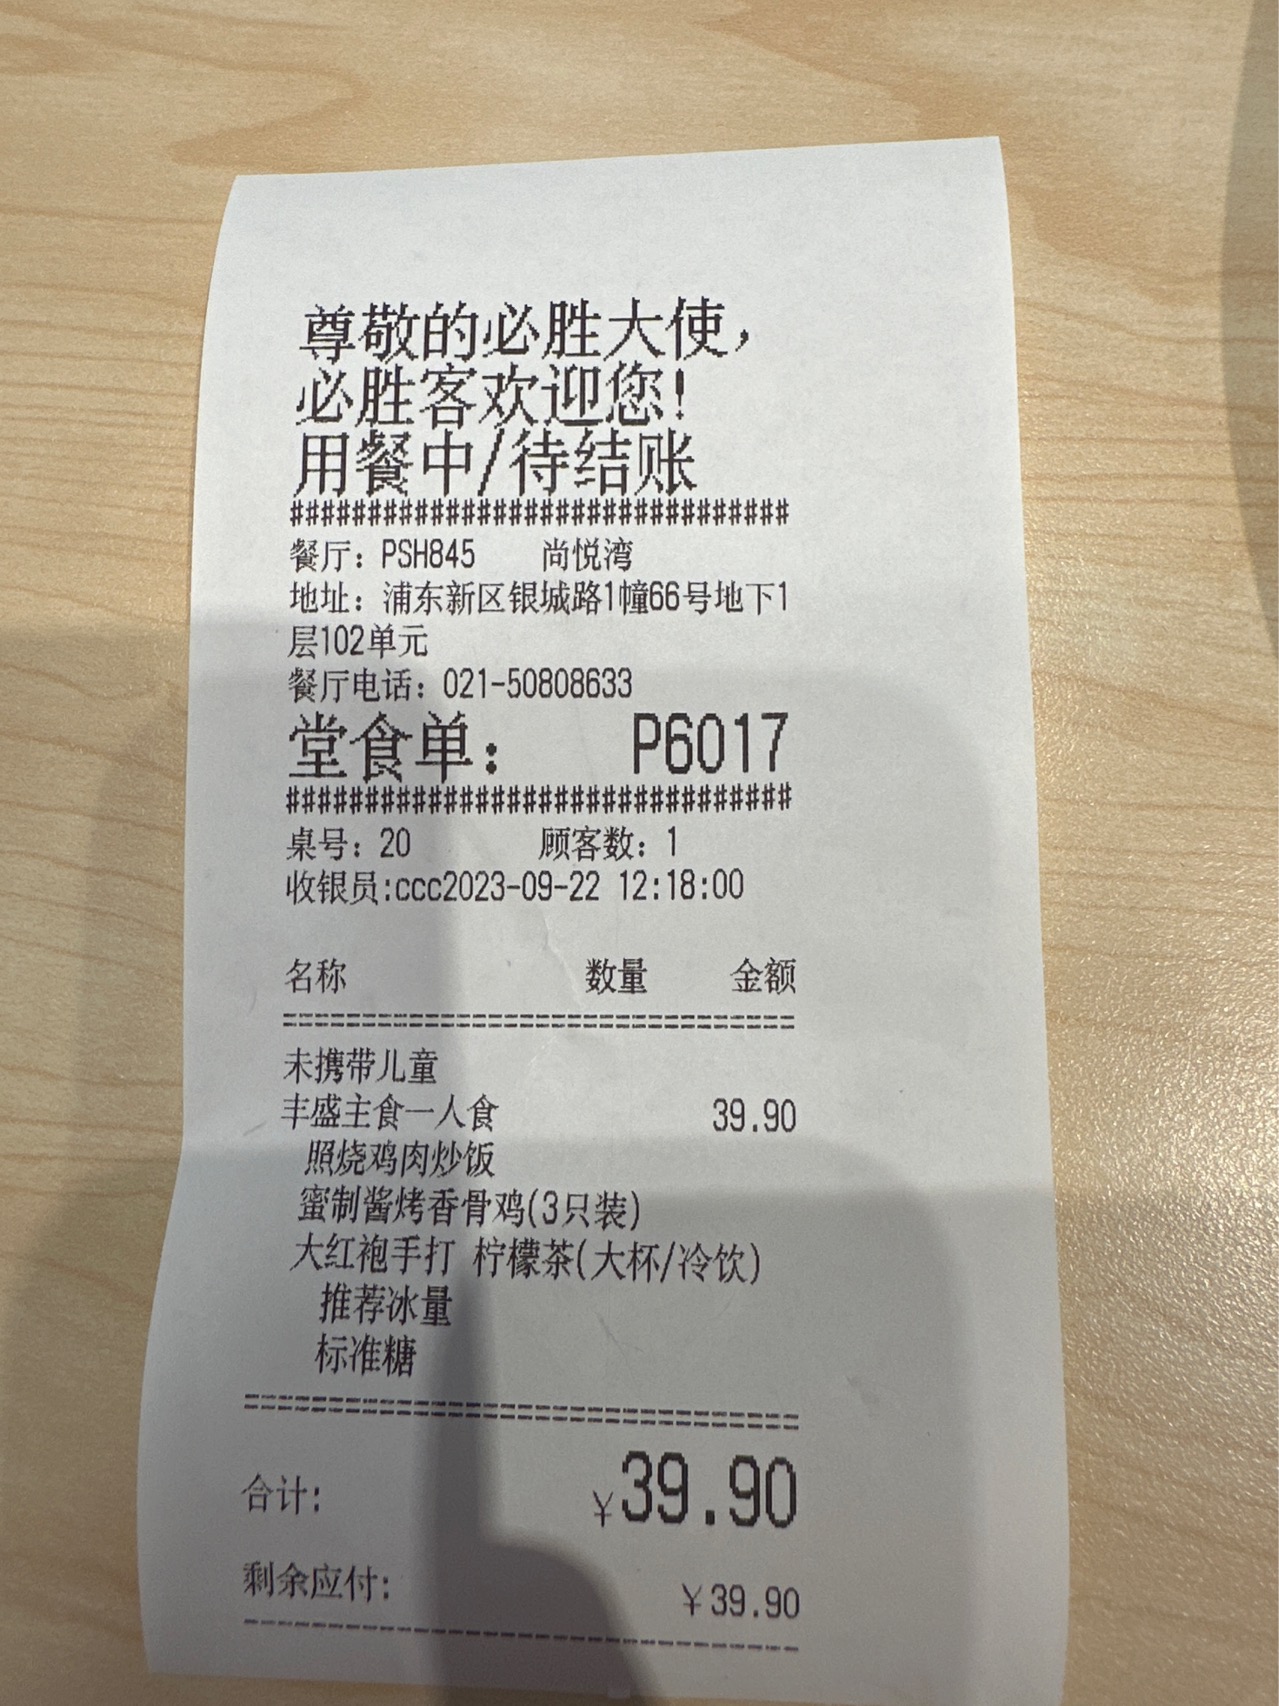 尊敬的必胜大使，
必胜客欢迎您！
用餐中/待结账
################################
餐厅：PSH845 尚悦湾
地址：浦东新区银城路1幢66号地下1
层102单元
餐厅电话：021-50808633
堂食单： P6017
################################
桌号：20 顾客数：1
收银员:ccc2023-09-22 12:18:00
名称 数量 金额
================================
未携带儿童
丰盛主食一人食 39.90
照烧鸡肉炒饭
蜜制酱烤香骨鸡(3只装)
大红袍手打 柠檬茶(大杯/冷饮)
推荐冰量
标准糖
================================
合计: ¥39.90
剩余应付: ¥39.90
--------------------------------